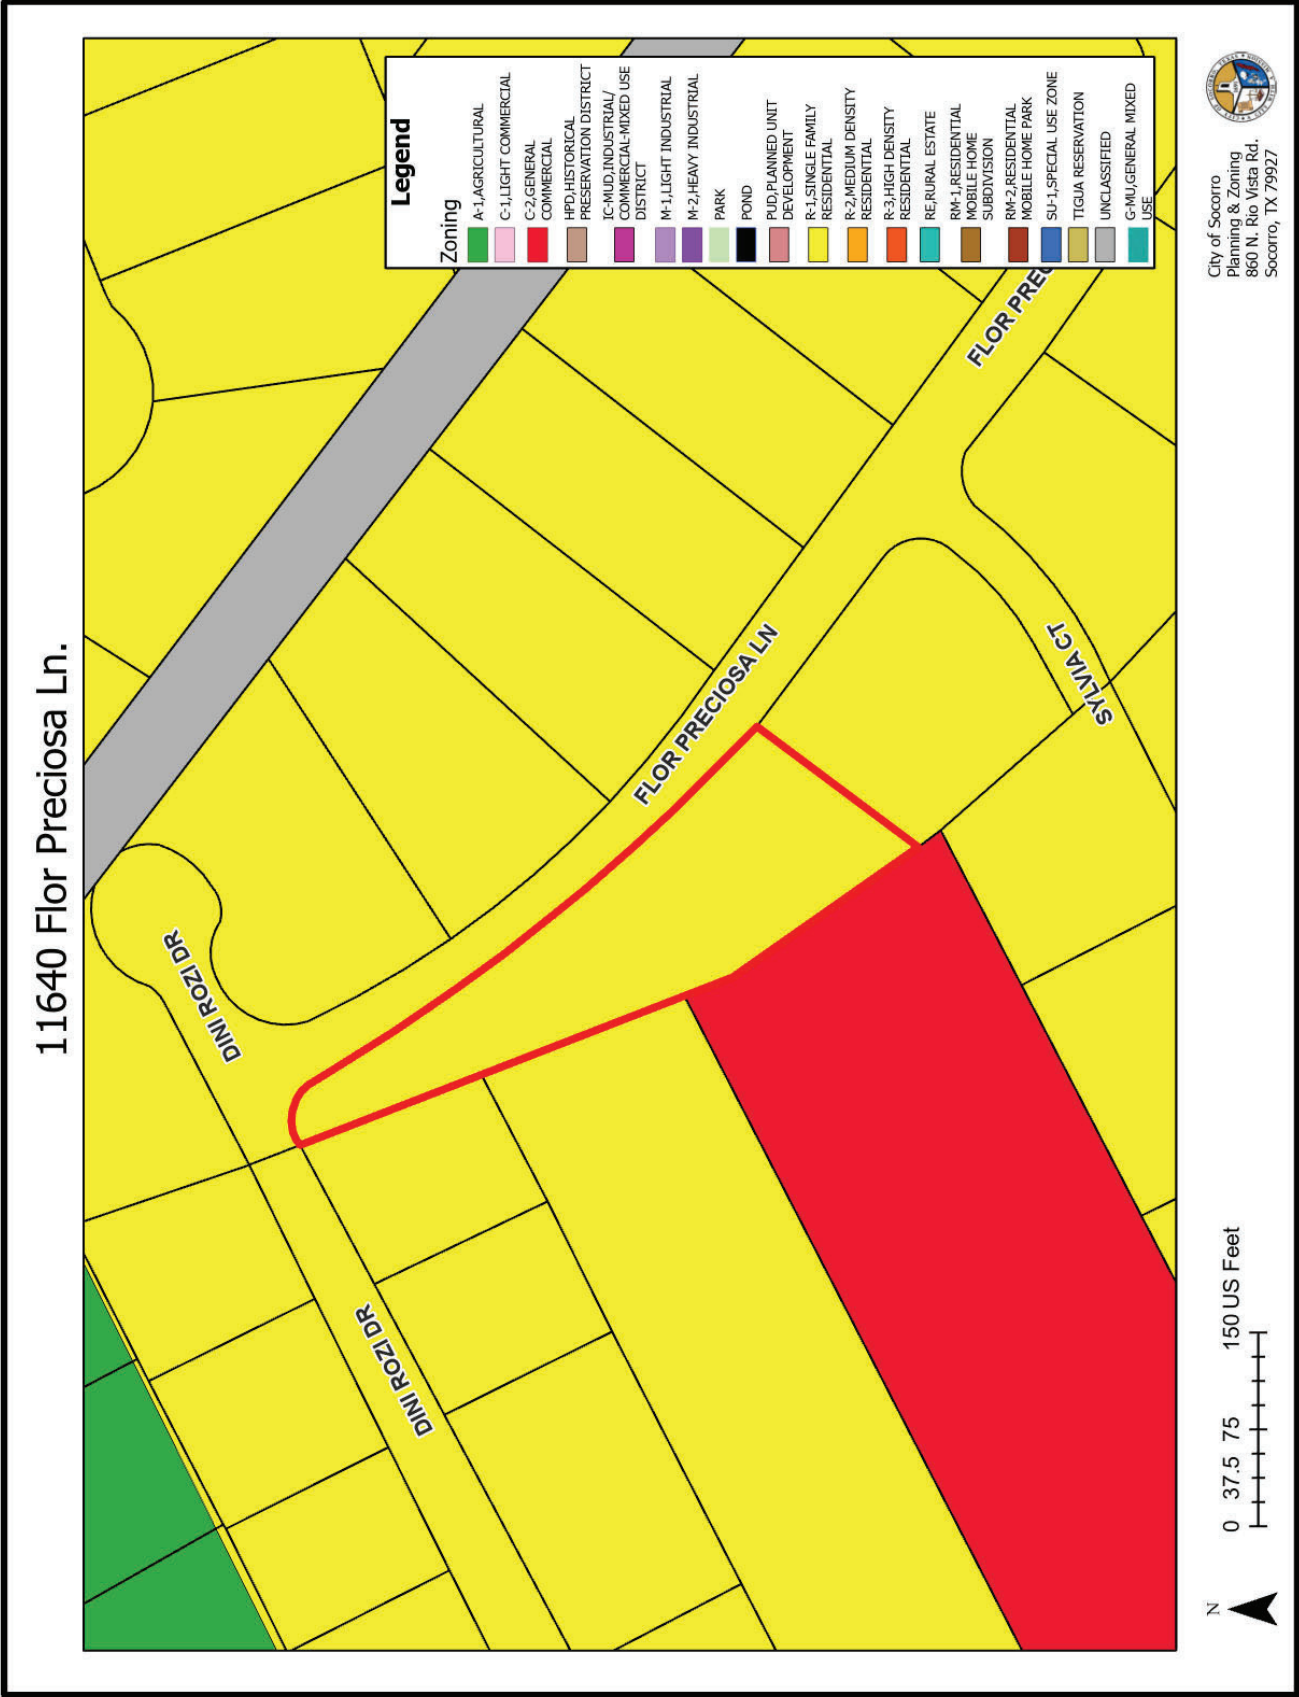 11640 Flor Preciosa Ln.
DINI ROZI DR
DINI ROZI DR
FLOR PRECIOSA LN
FLOR PREC
SYLVIA CT
Legend
Zoning
A-1,AGRICULTURAL
C-1,LIGHT COMMERCIAL
C-2,GENERAL
COMMERCIAL
HPD,HISTORICAL
PRESERVATION DISTRICT
IC-MUD,INDUSTRIAL/
COMMERCIAL-MIXED USE
DISTRICT
M-1,LIGHT INDUSTRIAL
M-2,HEAVY INDUSTRIAL
PARK
POND
PUD,PLANNED UNIT
DEVELOPMENT
R-1,SINGLE FAMILY
RESIDENTIAL
R-2,MEDIUM DENSITY
RESIDENTIAL
R-3,HIGH DENSITY
RESIDENTIAL
RE,RURAL ESTATE
RM-1,RESIDENTIAL
MOBILE HOME
SUBDIVISION
RM-2,RESIDENTIAL
MOBILE HOME PARK
SU-1,SPECIAL USE ZONE
TIGUA RESERVATION
UNCLASSIFIED
G-MU,GENERAL MIXED
USE
N
0 37.5 75 150 US Feet
City of Socorro
Planning & Zoning
860 N. Rio Vista Rd.
Socorro, TX 79927